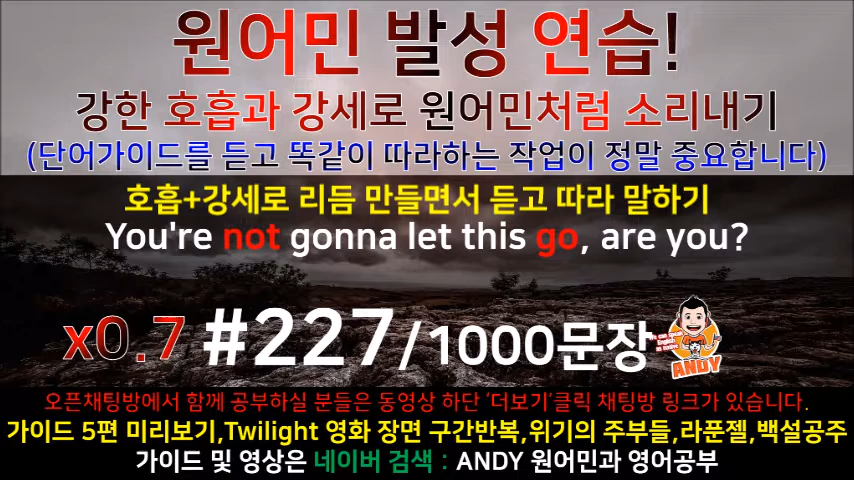 원어민 발성 연습!
강한 호흡과 강세로 원어민처럼 소리내기
(단어가이드를 듣고 똑같이 따라하는 작업이 정말 중요합니다)
호흡+강세로 리듬 만들면서 듣고 따라 말하기
You're not gonna let this go, are you?
x0.7 #227/1000문장
ANDY
오픈채팅방에서 함께 공부하실 분들은 동영상 하단 '더보기'클릭 채팅방 링크가 있습니다.
가이드 5편 미리보기,Twilight 영화 장면 구간반복,위기의 주부들,라푼젤,백설공주
가이드 및 영상은 네이버 검색 : ANDY 원어민과 영어공부